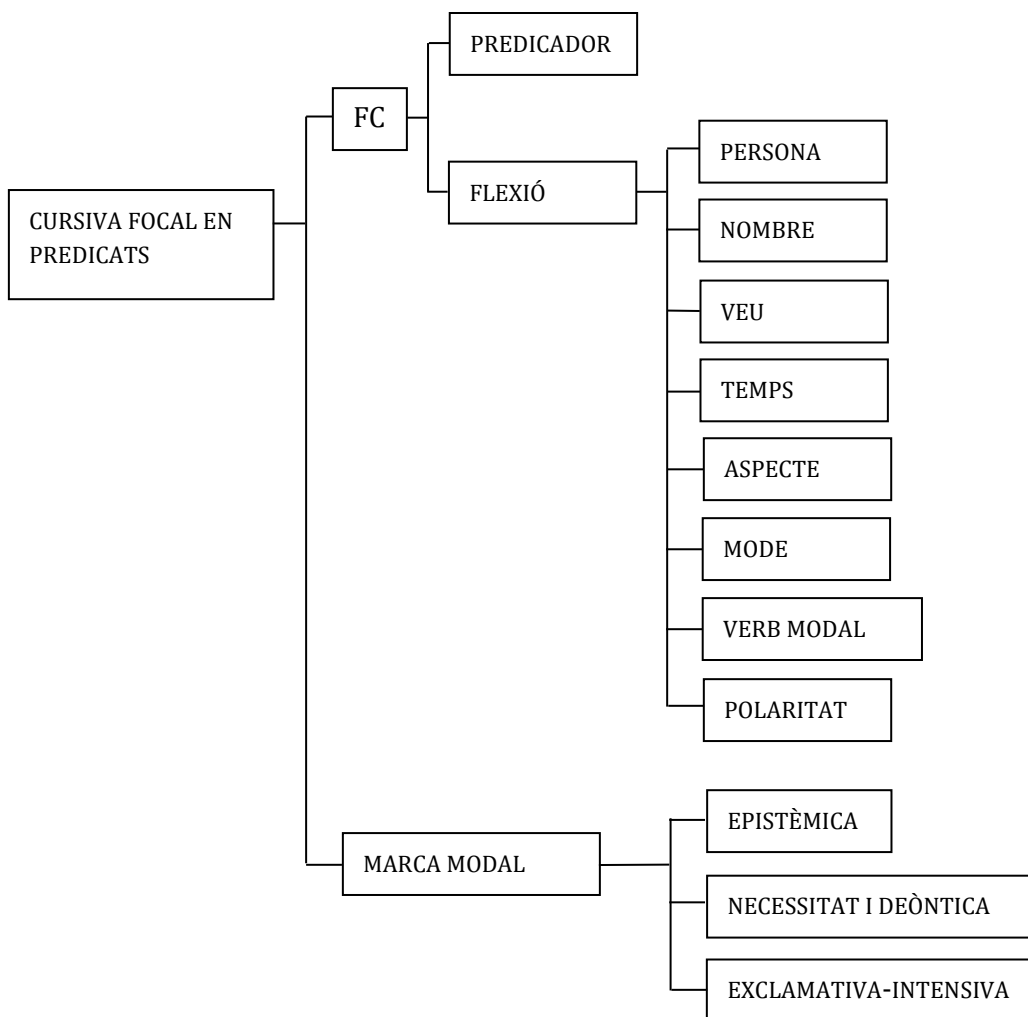 PREDICADOR
FC
PERSONA
FLEXIÓ
NOMBRE
CURSIVA FOCAL EN
PREDICATS
VEU
TEMPS
ASPECTE
MODE
VERB MODAL
POLARITAT
EPISTÈMICA
MARCA MODAL
NECESSITAT I DEÒNTICA
EXCLAMATIVA-INTENSIVA